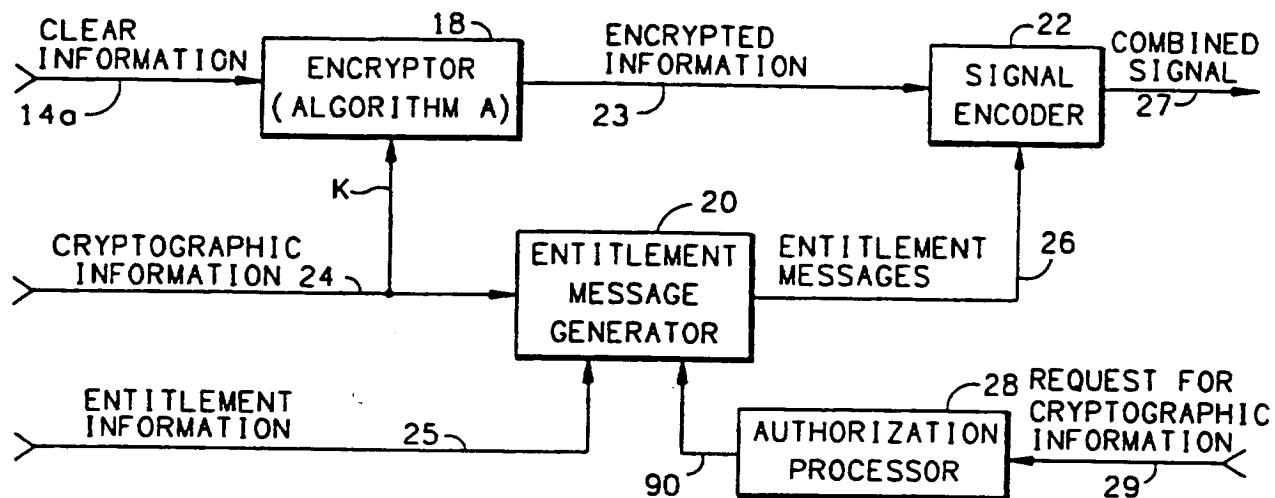 CLEAR
INFORMATION
14a
18
ENCRYPTOR
(ALGORITHM A)
ENCRYPTED
INFORMATION
23
22
SIGNAL
ENCODER
COMBINED
SIGNAL
27
K
CRYPTOGRAPHIC
INFORMATION 24
20
ENTITLEMENT
MESSAGE
GENERATOR
ENTITLEMENT
MESSAGES
26
ENTITLEMENT
INFORMATION
25
90
28
AUTHORIZATION
PROCESSOR
REQUEST FOR
CRYPTOGRAPHIC
INFORMATION
29